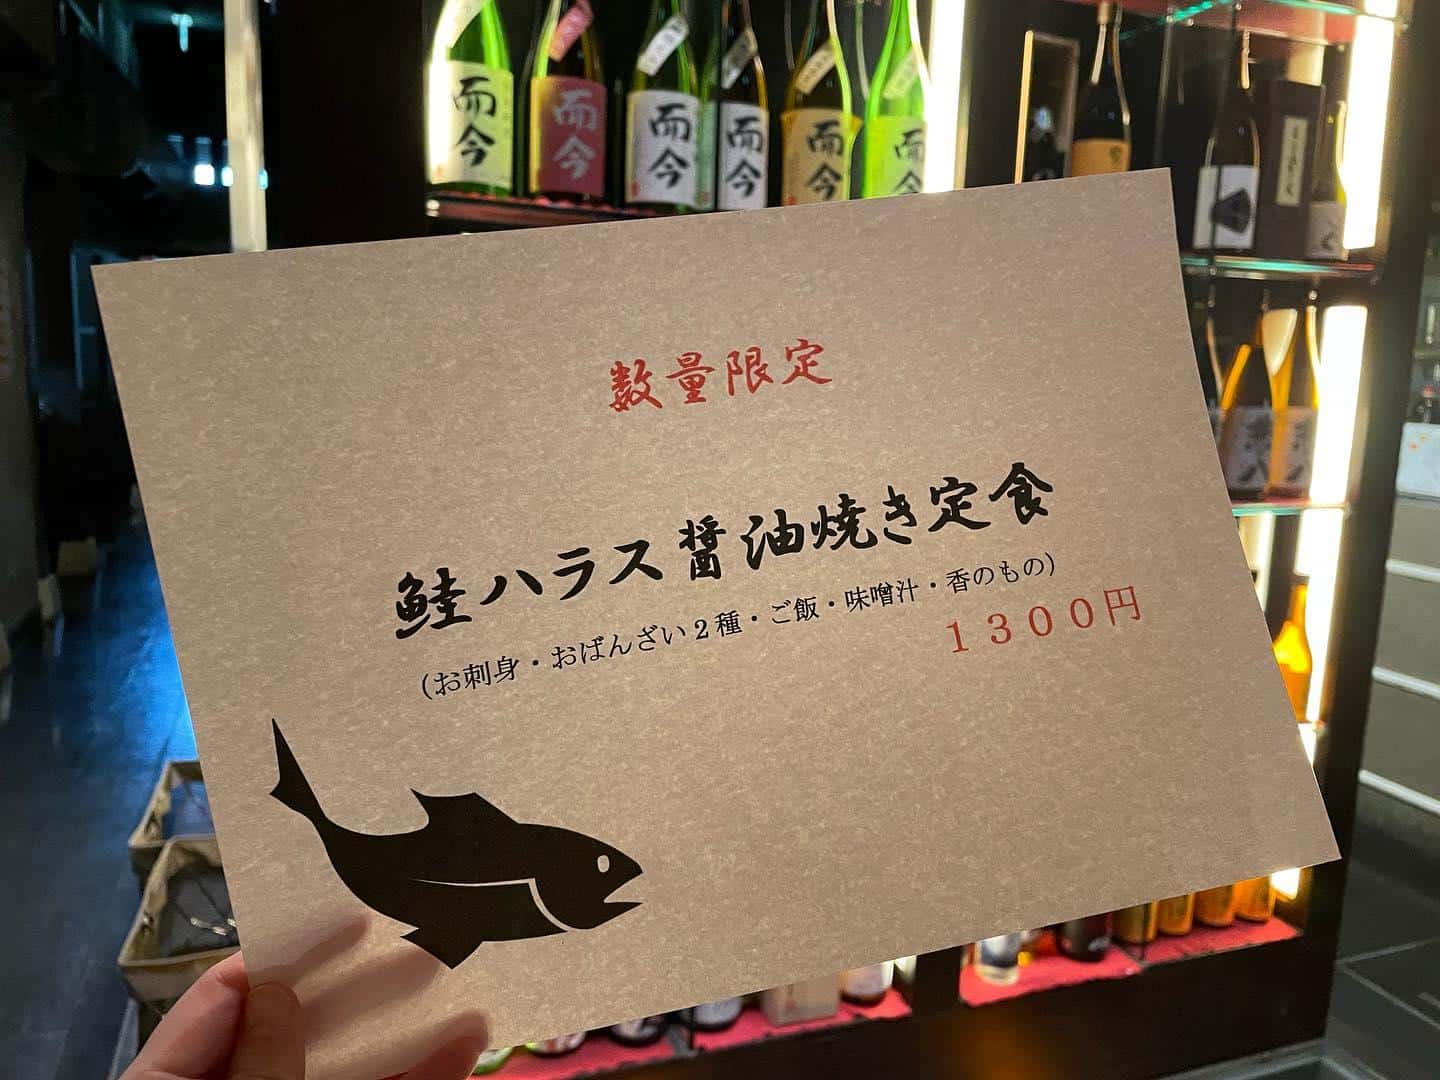 而今
而今
而今
而今
而今
而今
数量限定
鮭ハラス醤油焼き定食
(お刺身・おばんざい2種・ご飯・味噌汁・香のもの)
1300円